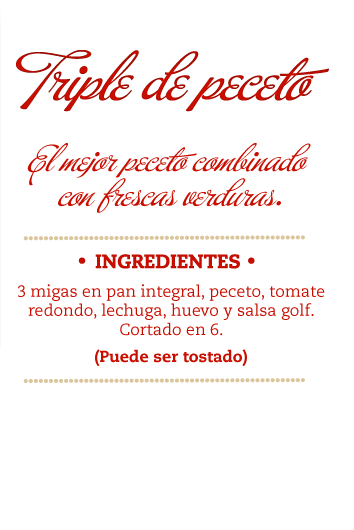 Triple de peceto
El mejor peceto combinado
con frescas verduras.
• INGREDIENTES •
3 migas en pan integral, peceto, tomate
redondo, lechuga, huevo y salsa golf.
Cortado en 6.
(Puede ser tostado)